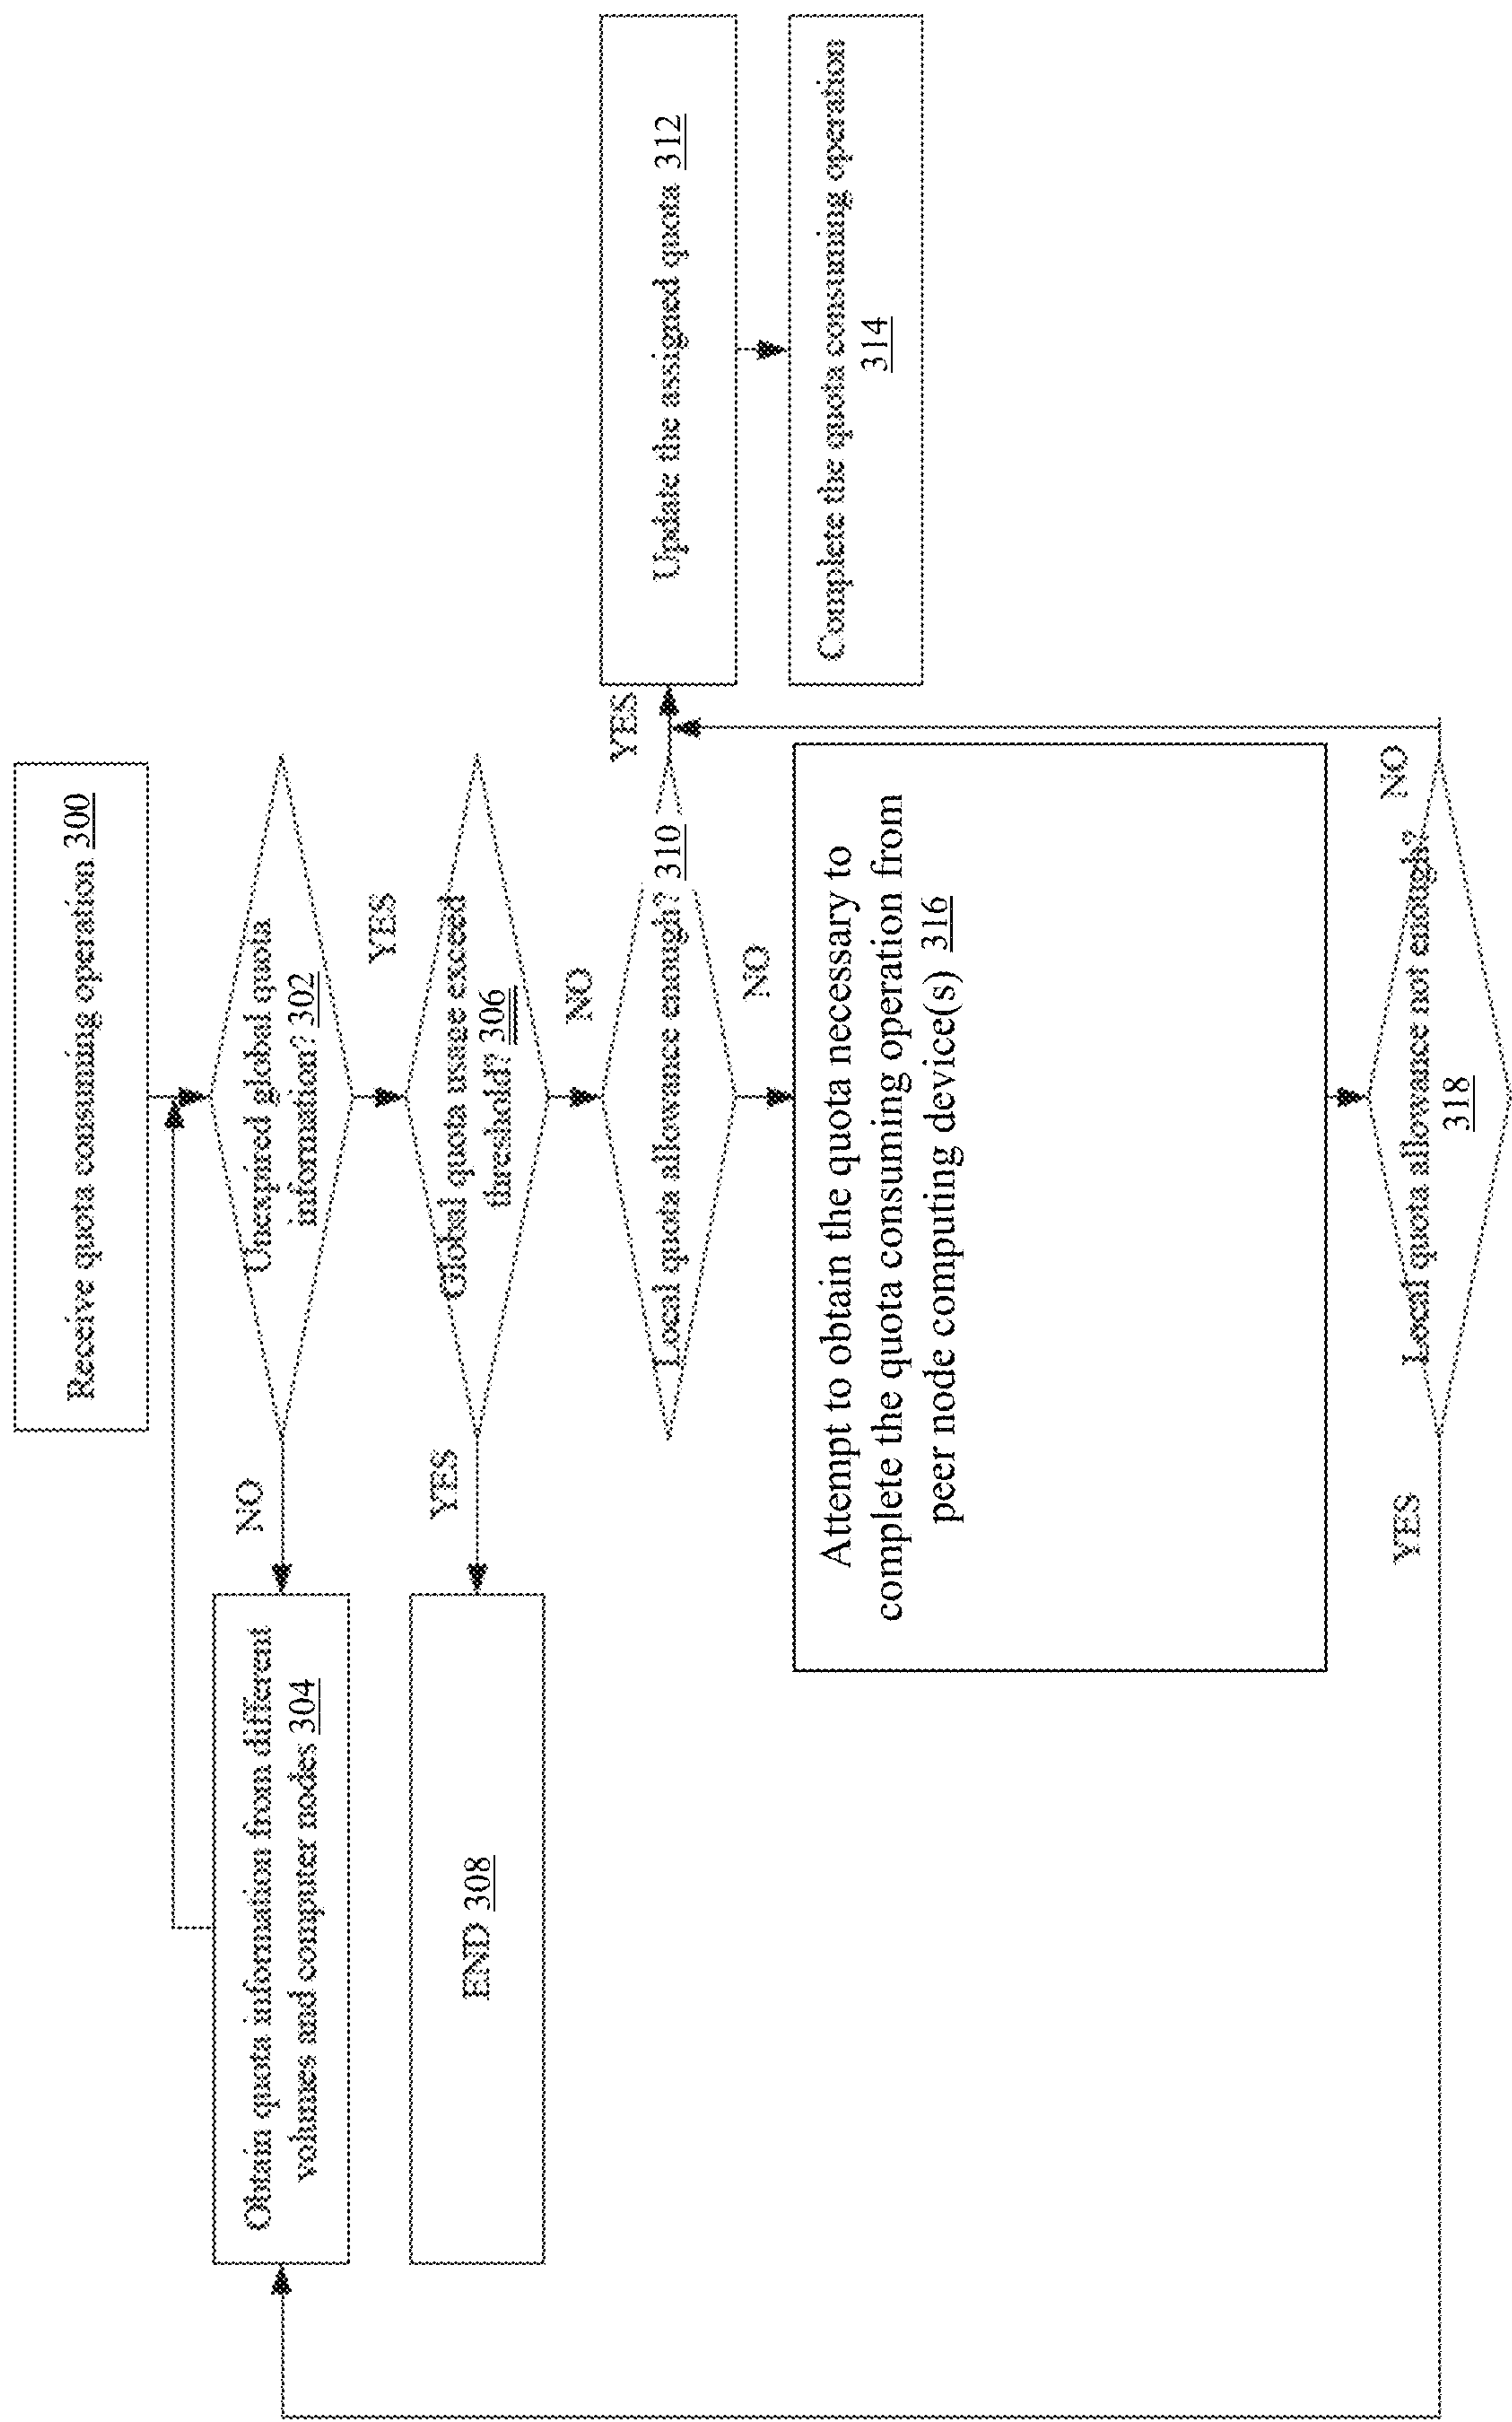 Receive quota consuming operation 300
Unexpired global quota
information? 302
NO
YES
Obtain quota information from different
volumes and computer nodes 304
Global quota usage exceed
threshold? 306
YES
NO
END 308
Local quota allowance enough? 310
YES
NO
Update the assigned quota 312
Complete the quota consuming operation
314
Attempt to obtain the quota necessary to
complete the quota consuming operation from
peer node computing device(s) 316
Local quota allowance not enough?
318
YES
NO